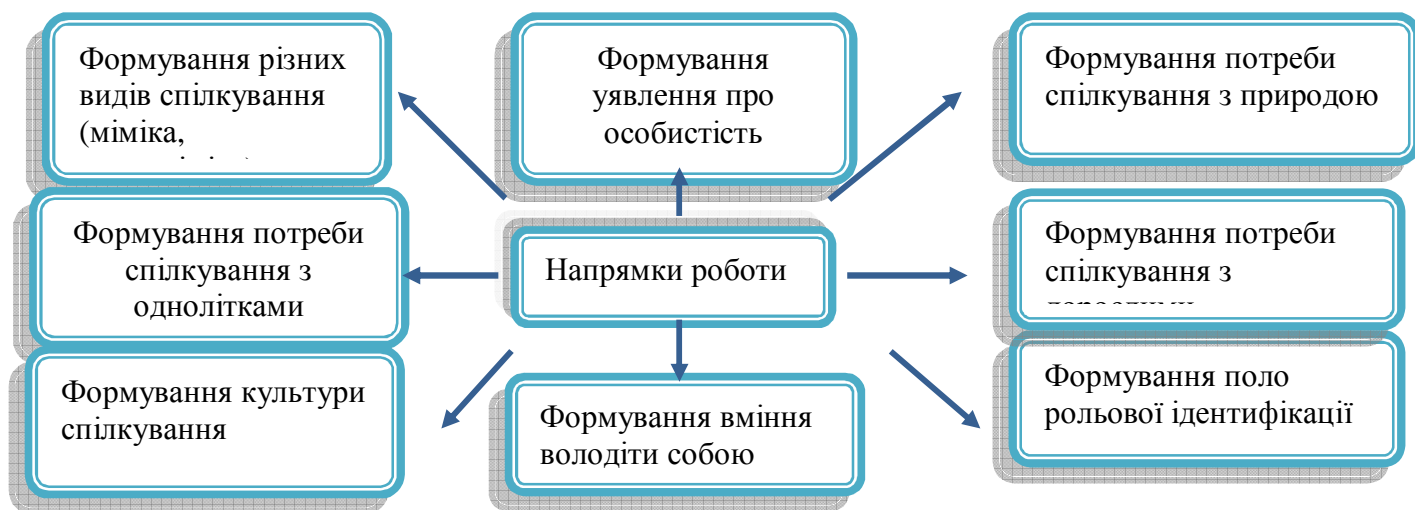 Формування різних
видів спілкування
(міміка,
Формування
уявлення про
особистість
Формування потреби
спілкування з природою
Формування потреби
спілкування з
однолітками
Напрямки роботи
Формування потреби
спілкування з
Формування культури
спілкування
Формування вміння
володіти собою
Формування поло
рольової ідентифікації